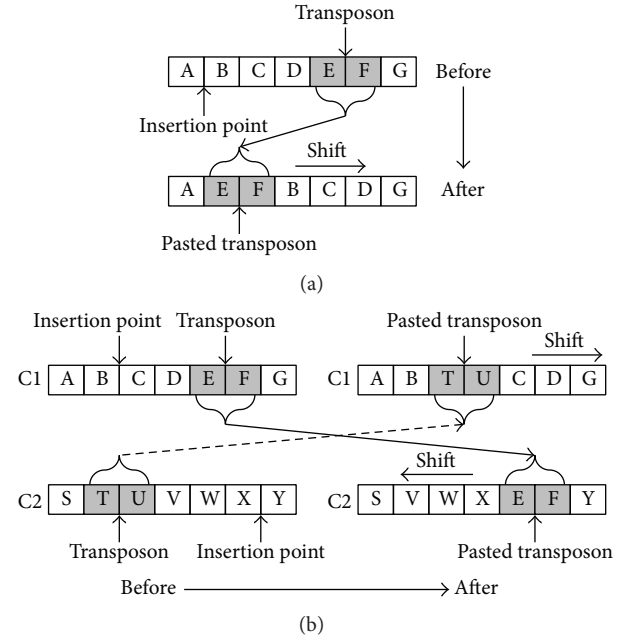 Transposon
A B C D E F G Before
Insertion point
Shift
A E F B C D G After
Pasted transposon
(a)
Insertion point Transposon Pasted transposon
Shift
C1 A B C D E F G C1 A B T U C D G
Shift
C2 S T U V W X Y C2 S V W X E F Y
Transposon Insertion point Pasted transposon
Before After
(b)